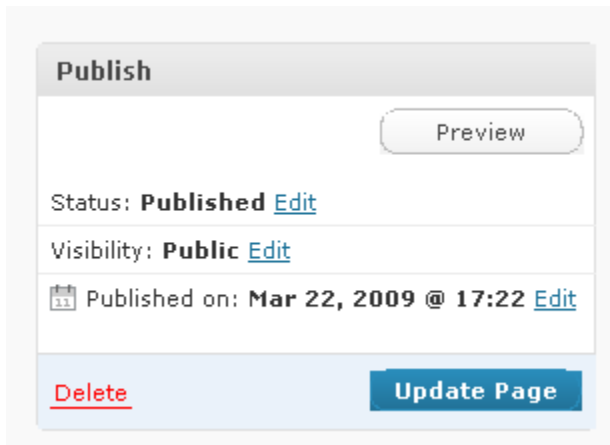 Publish
Preview
Status: Published Edit
Visibility: Public Edit
11 Published on: Mar 22, 2009 @ 17:22 Edit
Delete
Update Page